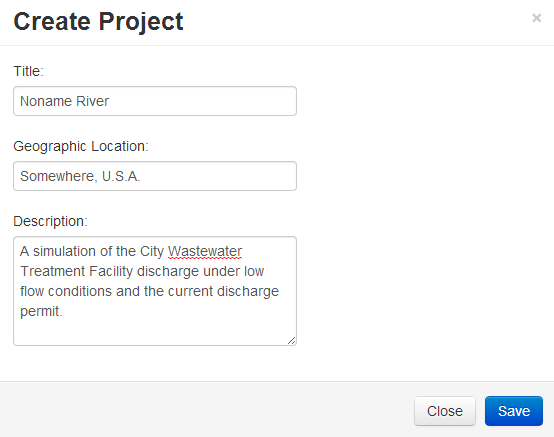 Create Project
×
Title:
Noname River
Geographic Location:
Somewhere, U.S.A.
Description:
A simulation of the City Wastewater
Treatment Facility discharge under low
flow conditions and the current discharge
permit.
Close
Save